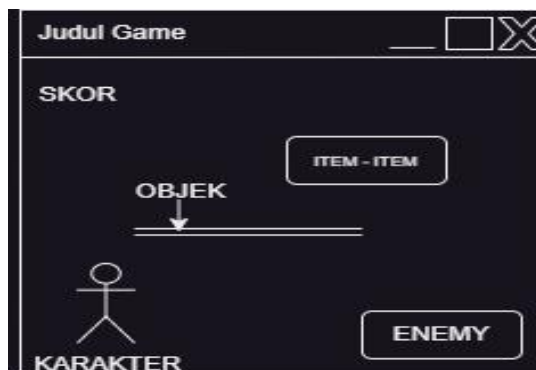 Judul Game
SKOR
ITEM - ITEM
OBJEK
ENEMY
KARAKTER